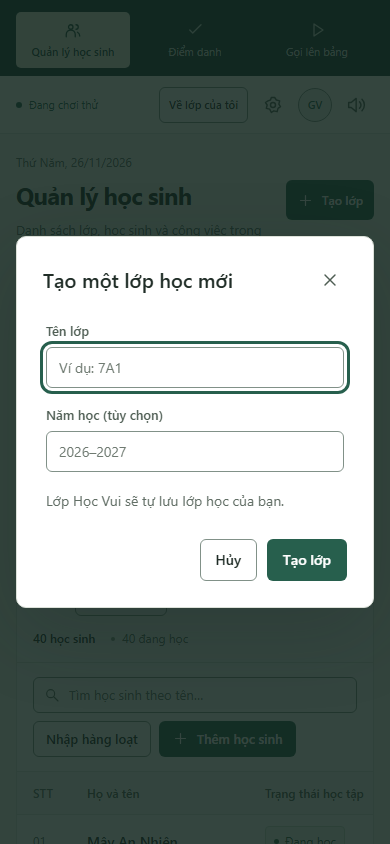 Quản lý học sinh
Điểm danh
Gọi lên bảng
Đang chơi thử
Về lớp của tôi
GV
Thứ Năm, 26/11/2026
Quản lý học sinh
Tạo lớp
Danh sách lớp, học sinh và công việc trong
Tạo một lớp học mới
Tên lớp
Ví dụ: 7A1
Năm học (tùy chọn)
2026–2027
Lớp Học Vui sẽ tự lưu lớp học của bạn.
Hủy
Tạo lớp
40 học sinh
40 đang học
Tìm học sinh theo tên...
Nhập hàng loạt
Thêm học sinh
STT
Họ và tên
Trạng thái học tập
01
Mây An Nhiên
Đang học